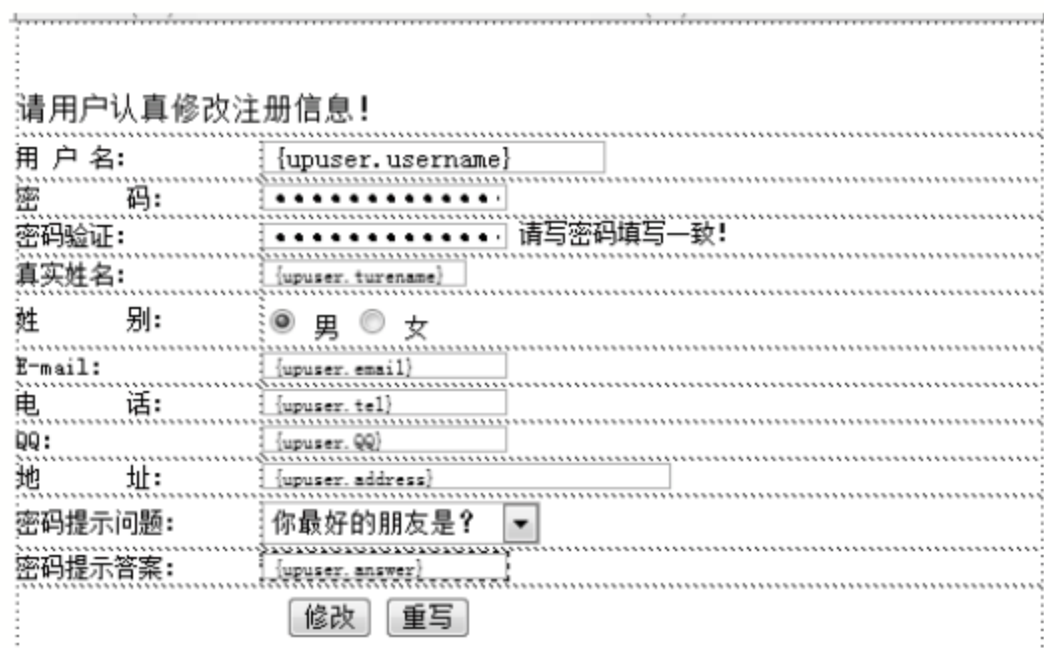 请用户认真修改注册信息！
用 户 名： {upuser.username}
密 码： ••••••••••••
密码验证： •••••••••••• 请写密码填写一致！
真实姓名： {upuser.turename}
姓 别： 男 女
E-mail: {upuser.email}
电 话： {upuser.tel}
QQ: {upuser.QQ}
地 址： {upuser.address}
密码提示问题： 你最好的朋友是？
密码提示答案： {upuser.answer}
修改 重写